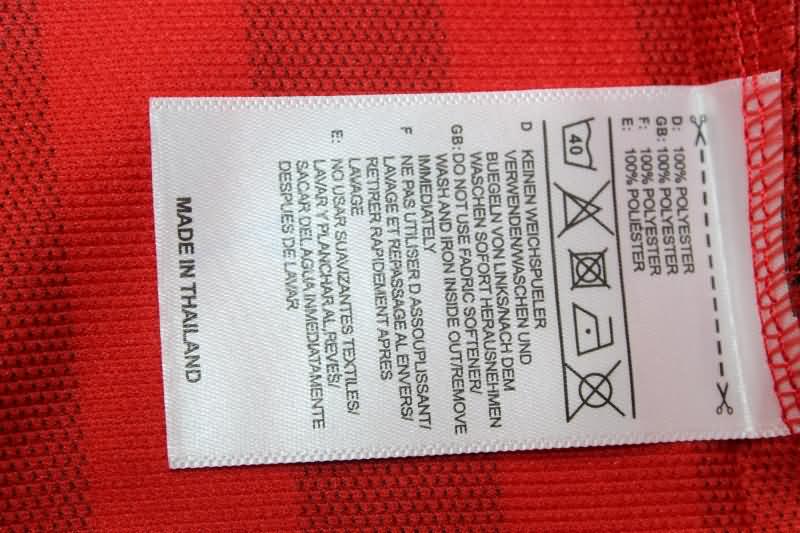 D: 100% POLYESTER
GB: 100% POLYESTER
F: 100% POLYESTER
E: 100% POLIÉSTER
40
D KEINEN WEICHSPUELER
VERWENDEN/WASCHEN UND
BUEGELN VON LINKS/NACH DEM
WASCHEN SOFORT HERAUSNEHMEN
GB: DO NOT USE FADRIC SOFTENER/
WASH AND IRON INSIDE OUT/REMOVE
IMMEDIATELY
F NE PAS UTILISER D ASSOUPLISSANT/
LAVAGE ET REPASSAGE AL ENVERS/
RETIRER RAPIDEMENT APRES
LAVAGE
E: NO USAR SUAVIZANTES TEXTILES/
LAVAR Y PLANCHAR AL, REVES/
SACAR DEL AGUA INMEDIATAMENTE
DESPUES DE LAVAR
MADE IN THAILAND